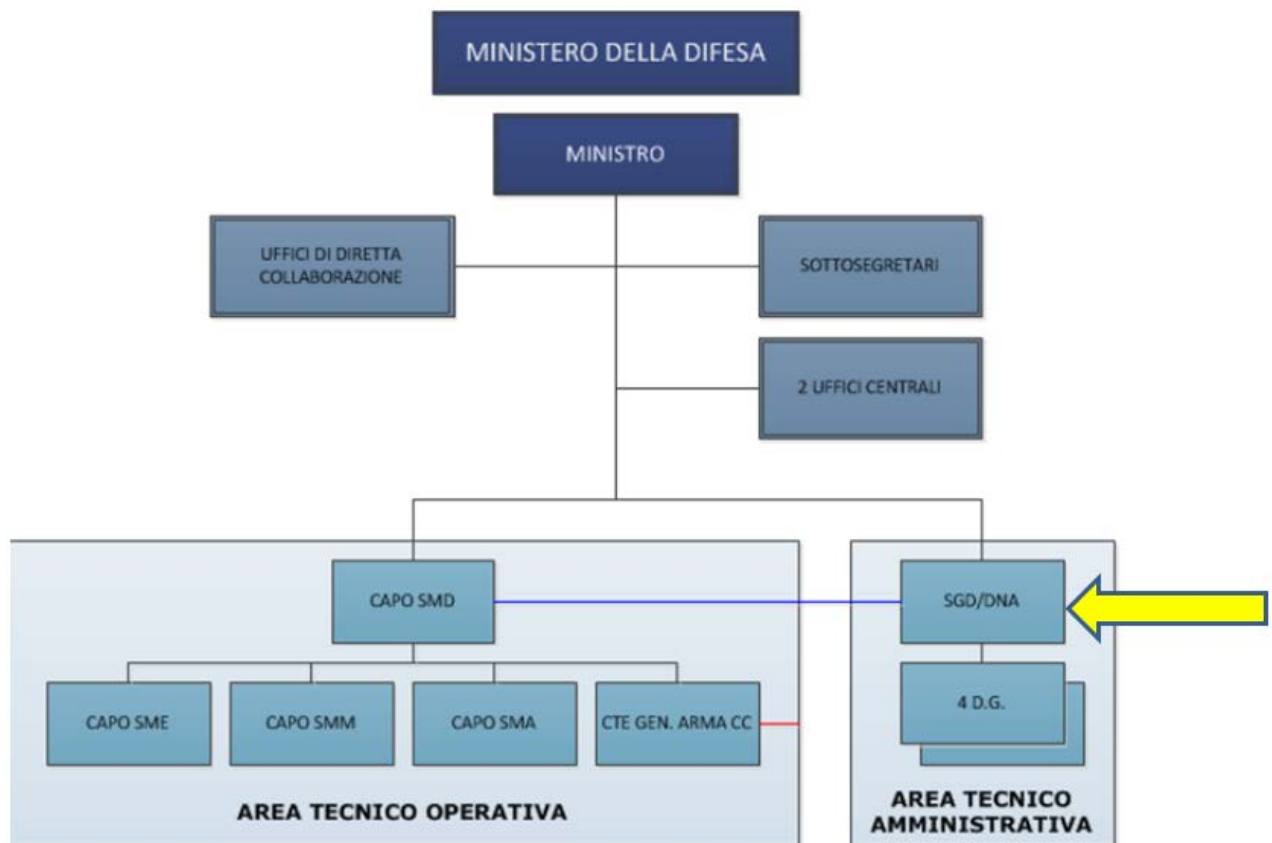 MINISTERO DELLA DIFESA
MINISTRO
UFFICI DI DIRETTA
COLLABORAZIONE
SOTTOSEGRETARI
2 UFFICI CENTRALI
CAPO SMD
SGD/DNA
CAPO SME
CAPO SMM
CAPO SMA
CTE GEN. ARMA CC
4 D.G.
AREA TECNICO OPERATIVA
AREA TECNICO
AMMINISTRATIVA